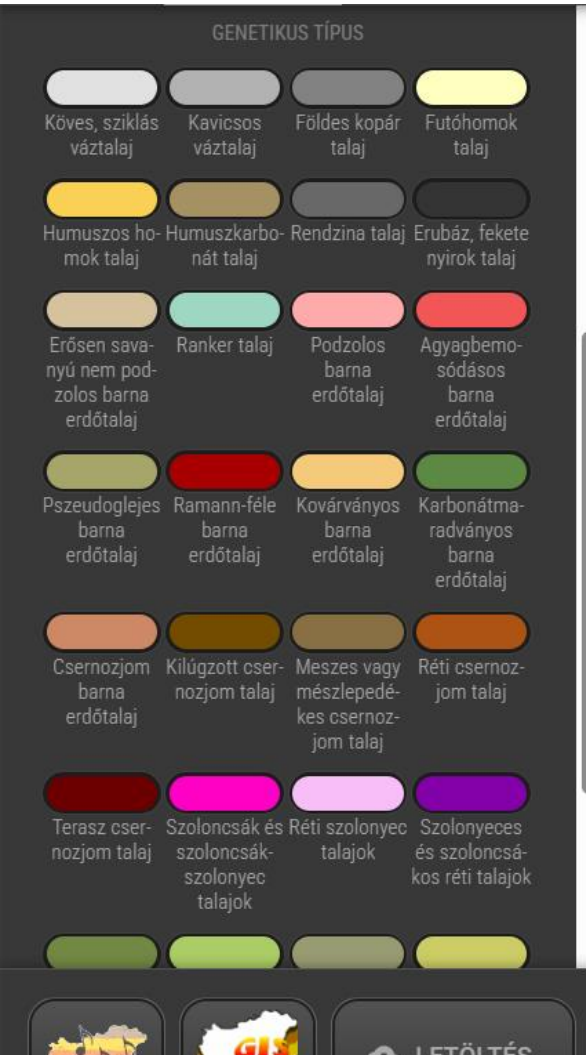 GENETIKUS TÍPUS
Köves, sziklás
váztalaj
Kavicsos
váztalaj
Földes kopár
talaj
Futóhomok
talaj
Humuszos ho-
mok talaj
Humuszkarbo-
nát talaj
Rendzina talaj
Erubáz, fekete
nyirok talaj
Erősen sava-
nyú nem pod-
zolos barna
erdőtalaj
Ranker talaj
Podzolos
barna
erdőtalaj
Agyagbemo-
sódásos
barna
erdőtalaj
Pszeudoglejes
barna
erdőtalaj
Ramann-féle
barna
erdőtalaj
Kovárványos
barna
erdőtalaj
Karbonátma-
radványos
barna
erdőtalaj
Csernozjom
barna
erdőtalaj
Kilúgzott cser-
nozjom talaj
Meszes vagy
mészlepedé-
kes csernoz-
jom talaj
Réti csernoz-
jom talaj
Terasz cser-
nozjom talaj
Szoloncsák és
szoloncsák-
szolonyec
talajok
Réti szolonyec
talajok
Szolonyeces
és szoloncsá-
kos réti talajok
GIS
LETÖLTÉS